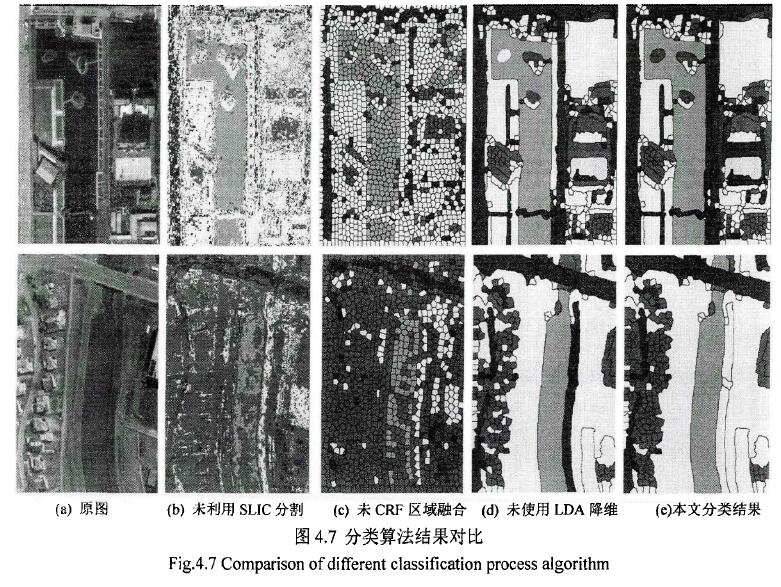 (a) 原图 (b) 未利用 SLIC 分割 (c) 未 CRF 区域融合 (d) 未使用 LDA 降维 (e)本文分类结果
图 4.7 分类算法结果对比
Fig.4.7 Comparison of different classification process algorithm